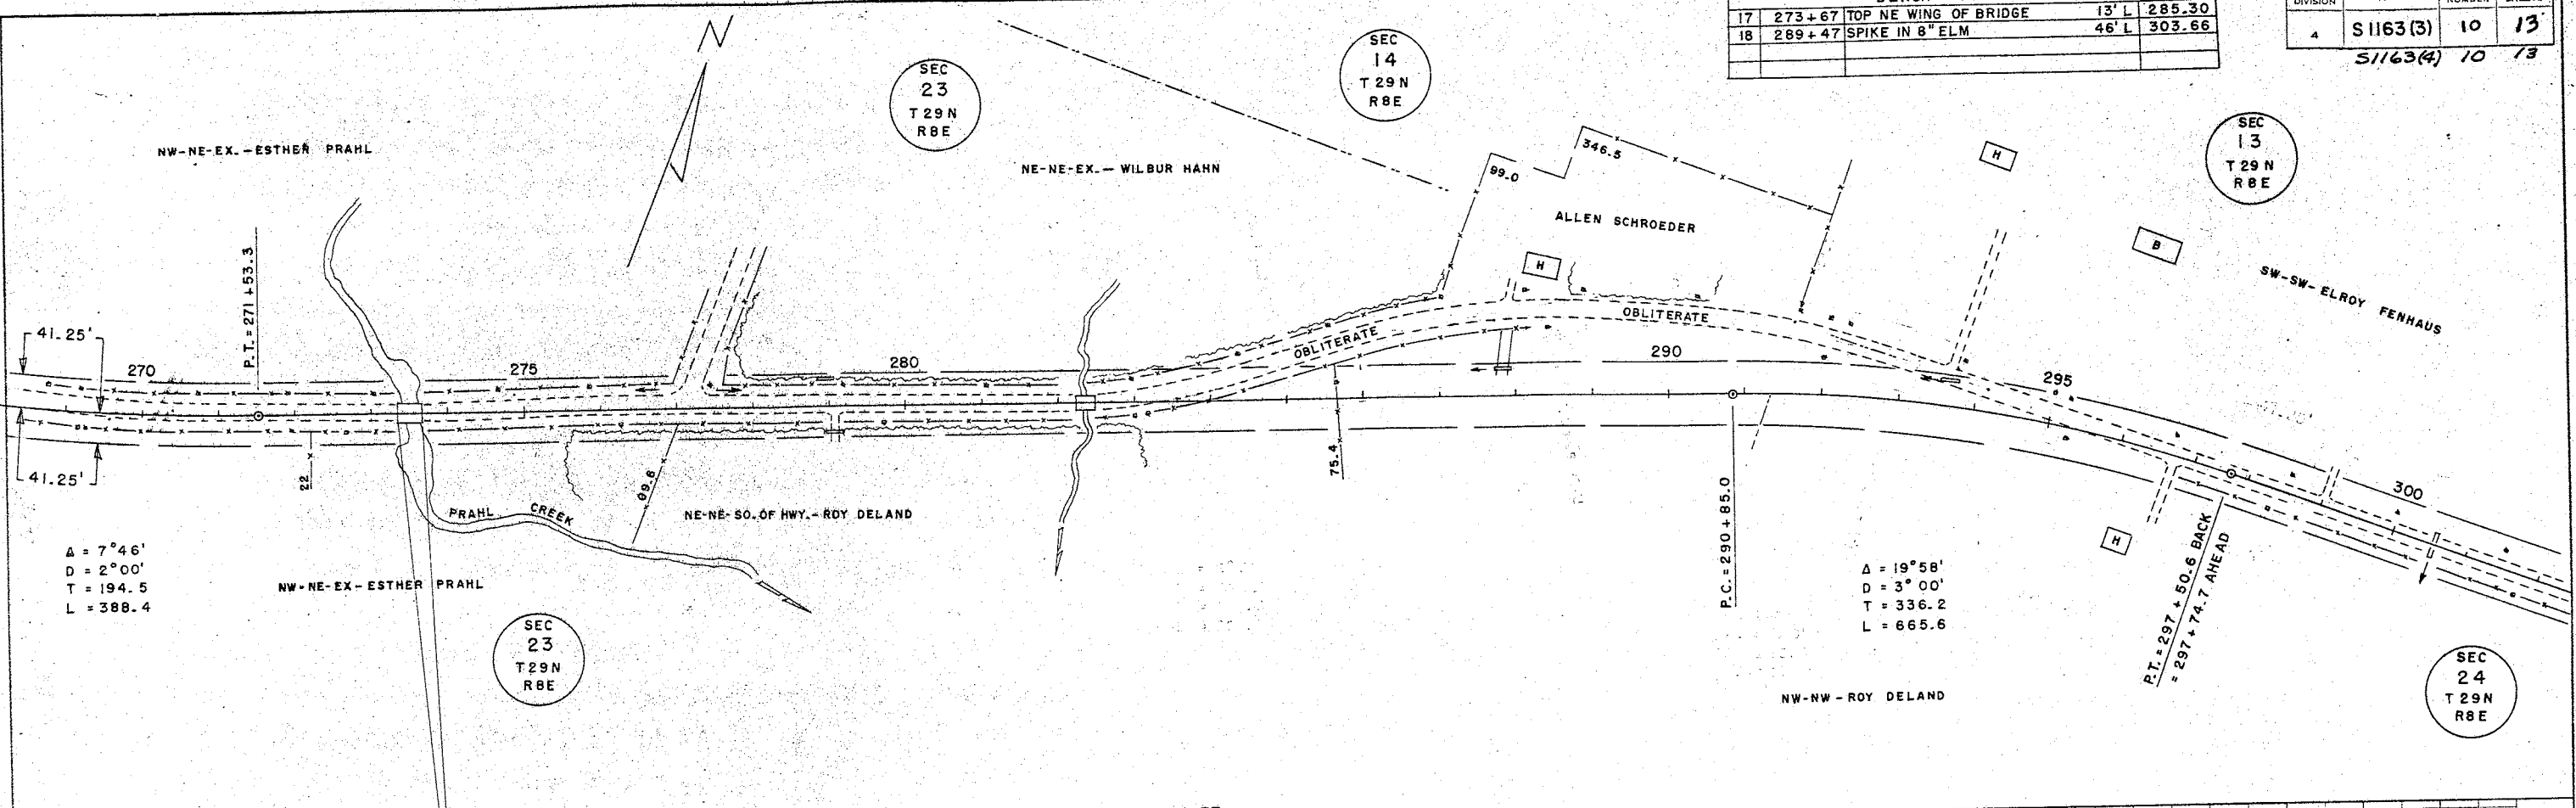 17 273+67 TOP NE WING OF BRIDGE 13' L 285.30
18 289+47 SPIKE IN 8" ELM 46' L 303.66
DIVISION
4 S1163(3) 10 13
S1163(4) 10 13
N
SEC
23
T 29 N
R8E
SEC
14
T 29 N
R8E
SEC
13
T 29 N
R8E
NW-NE-EX.-ESTHER PRAHL
NE-NE-EX.-WILBUR HAHN
99.0
346.5
ALLEN SCHROEDER
H
H
B
SW-SW-ELROY FENHAUS
P.T.= 271+53.3
41.25'
270
275
280
OBLITERATE
OBLITERATE
290
295
300
41.25'
22
99.6
75.4
PRAHL CREEK
NE-NE-SO. OF HWY.-ROY DELAND
P.C.= 290+85.0
H
P.T.= 297+50.6 BACK
= 297+74.7 AHEAD
Δ = 7°46'
D = 2°00'
T = 194.5
L = 388.4
NW-NE-EX-ESTHER PRAHL
Δ = 19°58'
D = 3°00'
T = 336.2
L = 665.6
SEC
23
T29N
R8E
NW-NW-ROY DELAND
SEC
24
T 29N
R8E